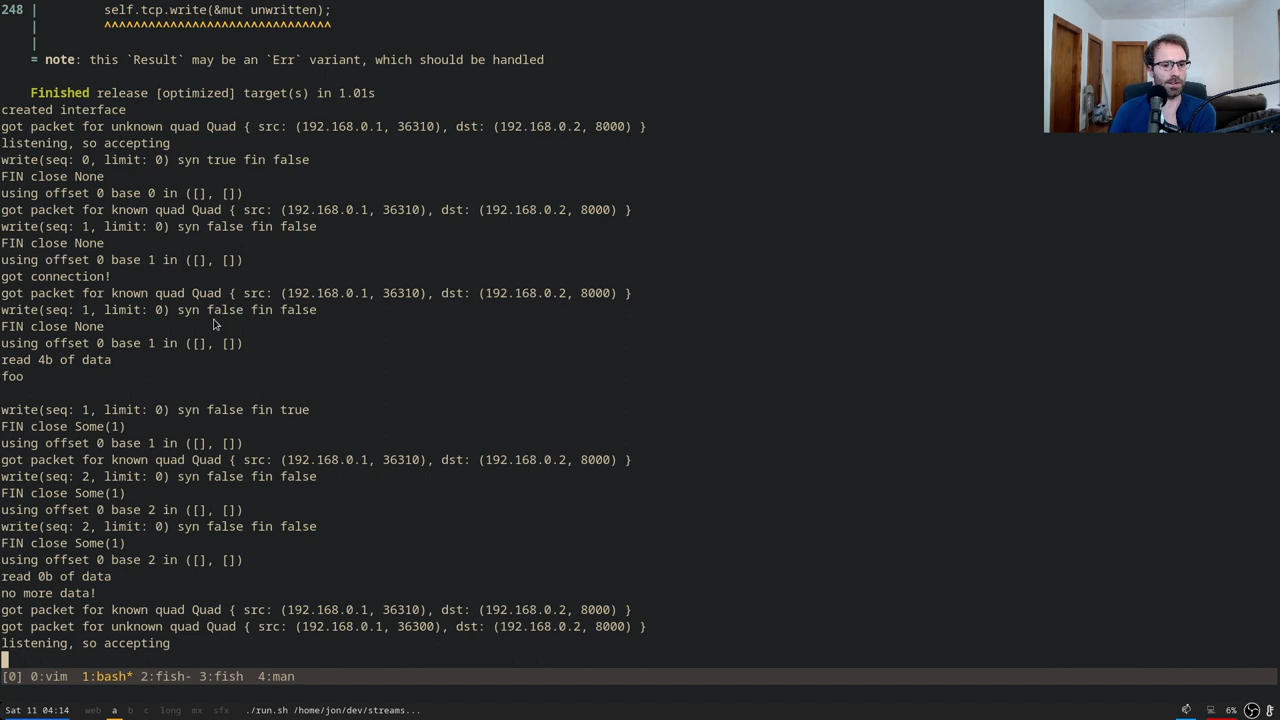 248 |         self.tcp.write(&mut unwritten);
    |         ^^^^^^^^^^^^^^^^^^^^^^^^^^^^^^^
    |
    = note: this `Result` may be an `Err` variant, which should be handled
    Finished release [optimized] target(s) in 1.01s
created interface
got packet for unknown quad Quad { src: (192.168.0.1, 36310), dst: (192.168.0.2, 8000) }
listening, so accepting
write(seq: 0, limit: 0) syn true fin false
FIN close None
using offset 0 base 0 in ([], [])
got packet for known quad Quad { src: (192.168.0.1, 36310), dst: (192.168.0.2, 8000) }
write(seq: 1, limit: 0) syn false fin false
FIN close None
using offset 0 base 1 in ([], [])
got connection!
got packet for known quad Quad { src: (192.168.0.1, 36310), dst: (192.168.0.2, 8000) }
write(seq: 1, limit: 0) syn false fin false
FIN close None
using offset 0 base 1 in ([], [])
read 4b of data
foo
write(seq: 1, limit: 0) syn false fin true
FIN close Some(1)
using offset 0 base 1 in ([], [])
got packet for known quad Quad { src: (192.168.0.1, 36310), dst: (192.168.0.2, 8000) }
write(seq: 2, limit: 0) syn false fin false
FIN close Some(1)
using offset 0 base 2 in ([], [])
write(seq: 2, limit: 0) syn false fin false
FIN close Some(1)
using offset 0 base 2 in ([], [])
read 0b of data
no more data!
got packet for known quad Quad { src: (192.168.0.1, 36310), dst: (192.168.0.2, 8000) }
got packet for unknown quad Quad { src: (192.168.0.1, 36300), dst: (192.168.0.2, 8000) }
listening, so accepting
[0] 0:vim  1:bash* 2:fish- 3:fish  4:man
Sat 11 04:14 web a b c long mx sfx ./run.sh /home/jon/dev/streams... 6%